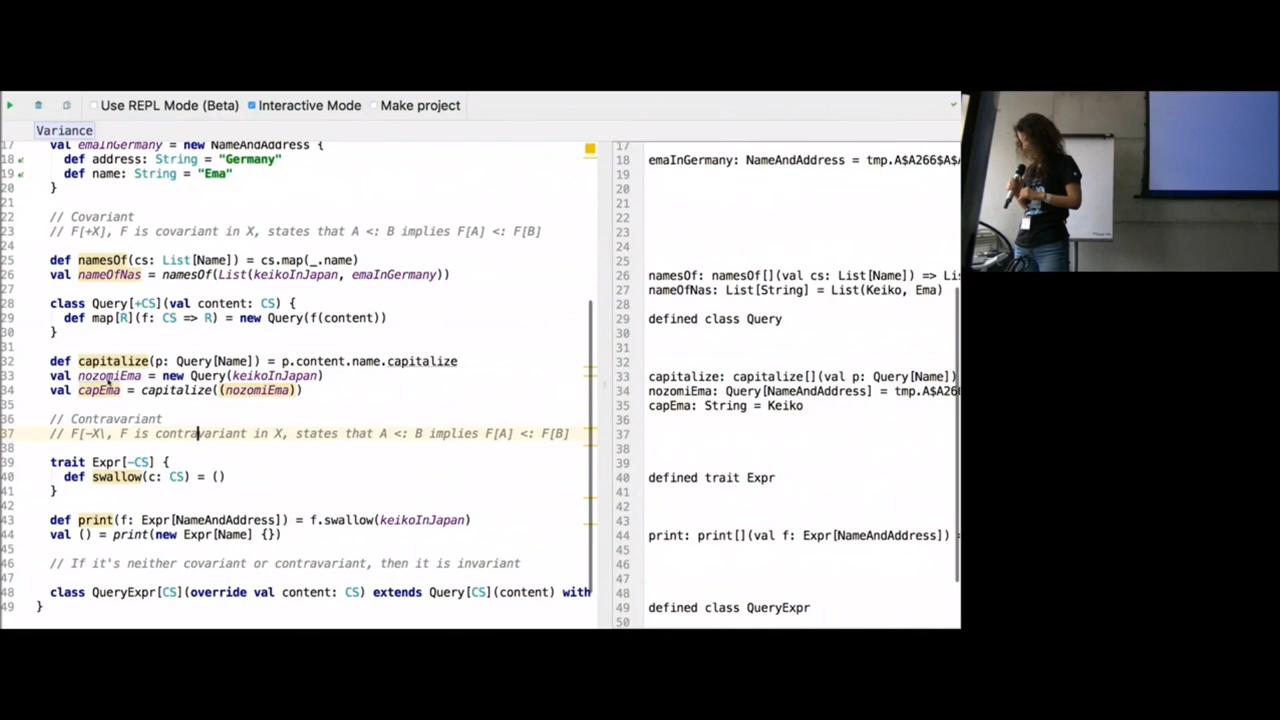 Use REPL Mode (Beta) Interactive Mode Make project
Variance
17 val emaInGermany = new NameAndAddress {
18 def address: String = "Germany"
19 def name: String = "Ema"
20 }
21
22 // Covariant
23 // F[+X], F is covariant in X, states that A <: B implies F[A] <: F[B]
24
25 def namesOf(cs: List[Name]) = cs.map(_.name)
26 val nameOfNas = namesOf(List(keikoInJapan, emaInGermany))
27
28 class Query[+CS](val content: CS) {
29 def map[R](f: CS => R) = new Query(f(content))
30 }
31
32 def capitalize(p: Query[Name]) = p.content.name.capitalize
33 val nozomiEma = new Query(keikoInJapan)
34 val capEma = capitalize((nozomiEma))
35
36 // Contravariant
37 // F[-X\, F is contravariant in X, states that A <: B implies F[A] <: F[B]
38
39 trait Expr[-CS] {
40 def swallow(c: CS) = ()
41 }
42
43 def print(f: Expr[NameAndAddress]) = f.swallow(keikoInJapan)
44 val () = print(new Expr[Name] {})
45
46 // If it's neither covariant or contravariant, then it is invariant
47
48 class QueryExpr[CS](override val content: CS) extends Query[CS](content) with
49 }
17
18 emaInGermany: NameAndAddress = tmp.A$A266$A$A
19
20
21
22
23
24
25
26 namesOf: namesOf[](val cs: List[Name]) => Lis
27 nameOfNas: List[String] = List(Keiko, Ema)
28
29 defined class Query
30
31
32
33 capitalize: capitalize[](val p: Query[Name])
34 nozomiEma: Query[NameAndAddress] = tmp.A$A26
35 capEma: String = Keiko
36
37
38
39
40 defined trait Expr
41
42
43
44 print: print[](val f: Expr[NameAndAddress])
45
46
47
48
49 defined class QueryExpr
50